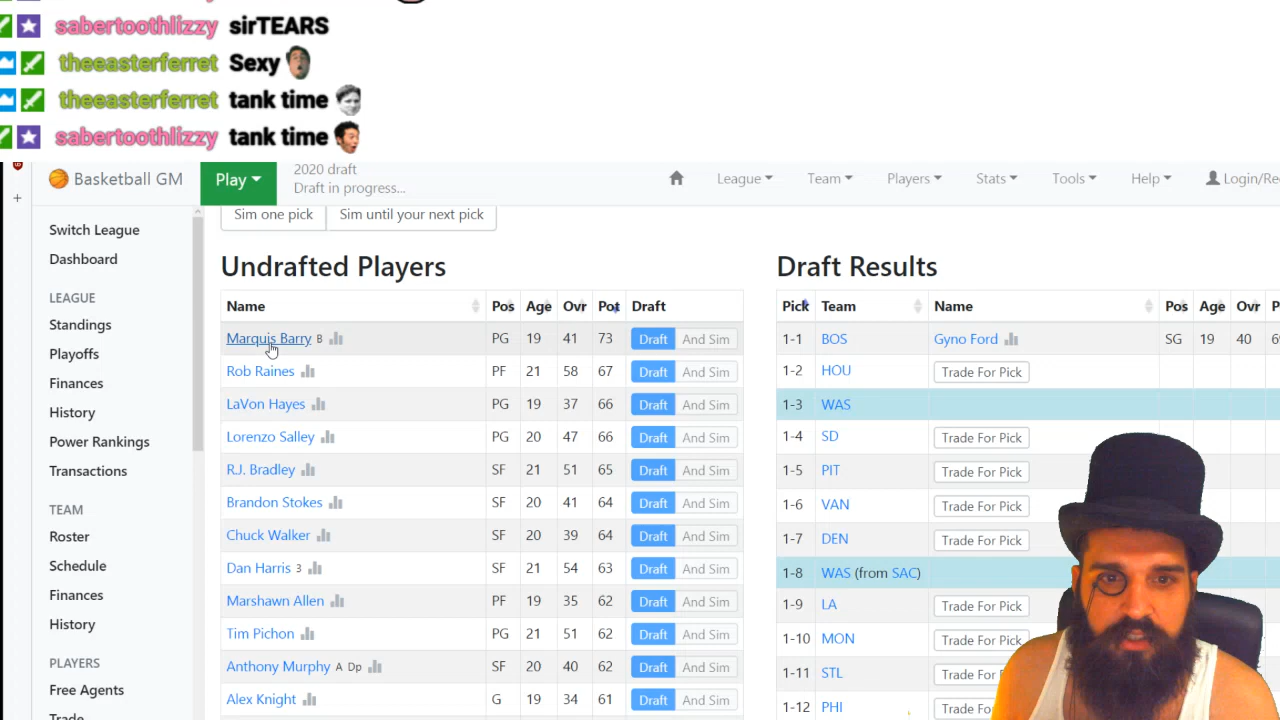 sabertoothlizzy sirTEARS
theeasterferret Sexy
theeasterferret tank time
sabertoothlizzy tank time
Basketball GM
Play
2020 draft
Draft in progress...
League
Team
Players
Stats
Tools
Help
Sim one pick
Sim until your next pick
Switch League
Dashboard
LEAGUE
Standings
Playoffs
Finances
History
Power Rankings
Transactions
TEAM
Roster
Schedule
Finances
History
PLAYERS
Free Agents
Trade
Undrafted Players
Name Pos Age Ovr Pot Draft
Marquis Barry B PG 19 41 73 Draft And Sim
Rob Raines PF 21 58 67 Draft And Sim
LaVon Hayes PG 19 37 66 Draft And Sim
Lorenzo Salley PG 20 47 66 Draft And Sim
R.J. Bradley SF 21 51 65 Draft And Sim
Brandon Stokes SF 20 41 64 Draft And Sim
Chuck Walker SF 20 39 64 Draft And Sim
Dan Harris 3 SF 21 54 63 Draft And Sim
Marshawn Allen PF 19 35 62 Draft And Sim
Tim Pichon PG 21 51 62 Draft And Sim
Anthony Murphy A Dp SF 20 40 62 Draft And Sim
Alex Knight G 19 34 61 Draft And Sim
Draft Results
Pick Team Name Pos Age Ovr
1-1 BOS Gyno Ford SG 19 40
1-2 HOU Trade For Pick
1-3 WAS
1-4 SD Trade For Pick
1-5 PIT Trade For Pick
1-6 VAN Trade For Pick
1-7 DEN Trade For Pick
1-8 WAS (from SAC)
1-9 LA Trade For Pick
1-10 MON Trade For Pick
1-11 STL Trade For Pick
1-12 PHI Trade For